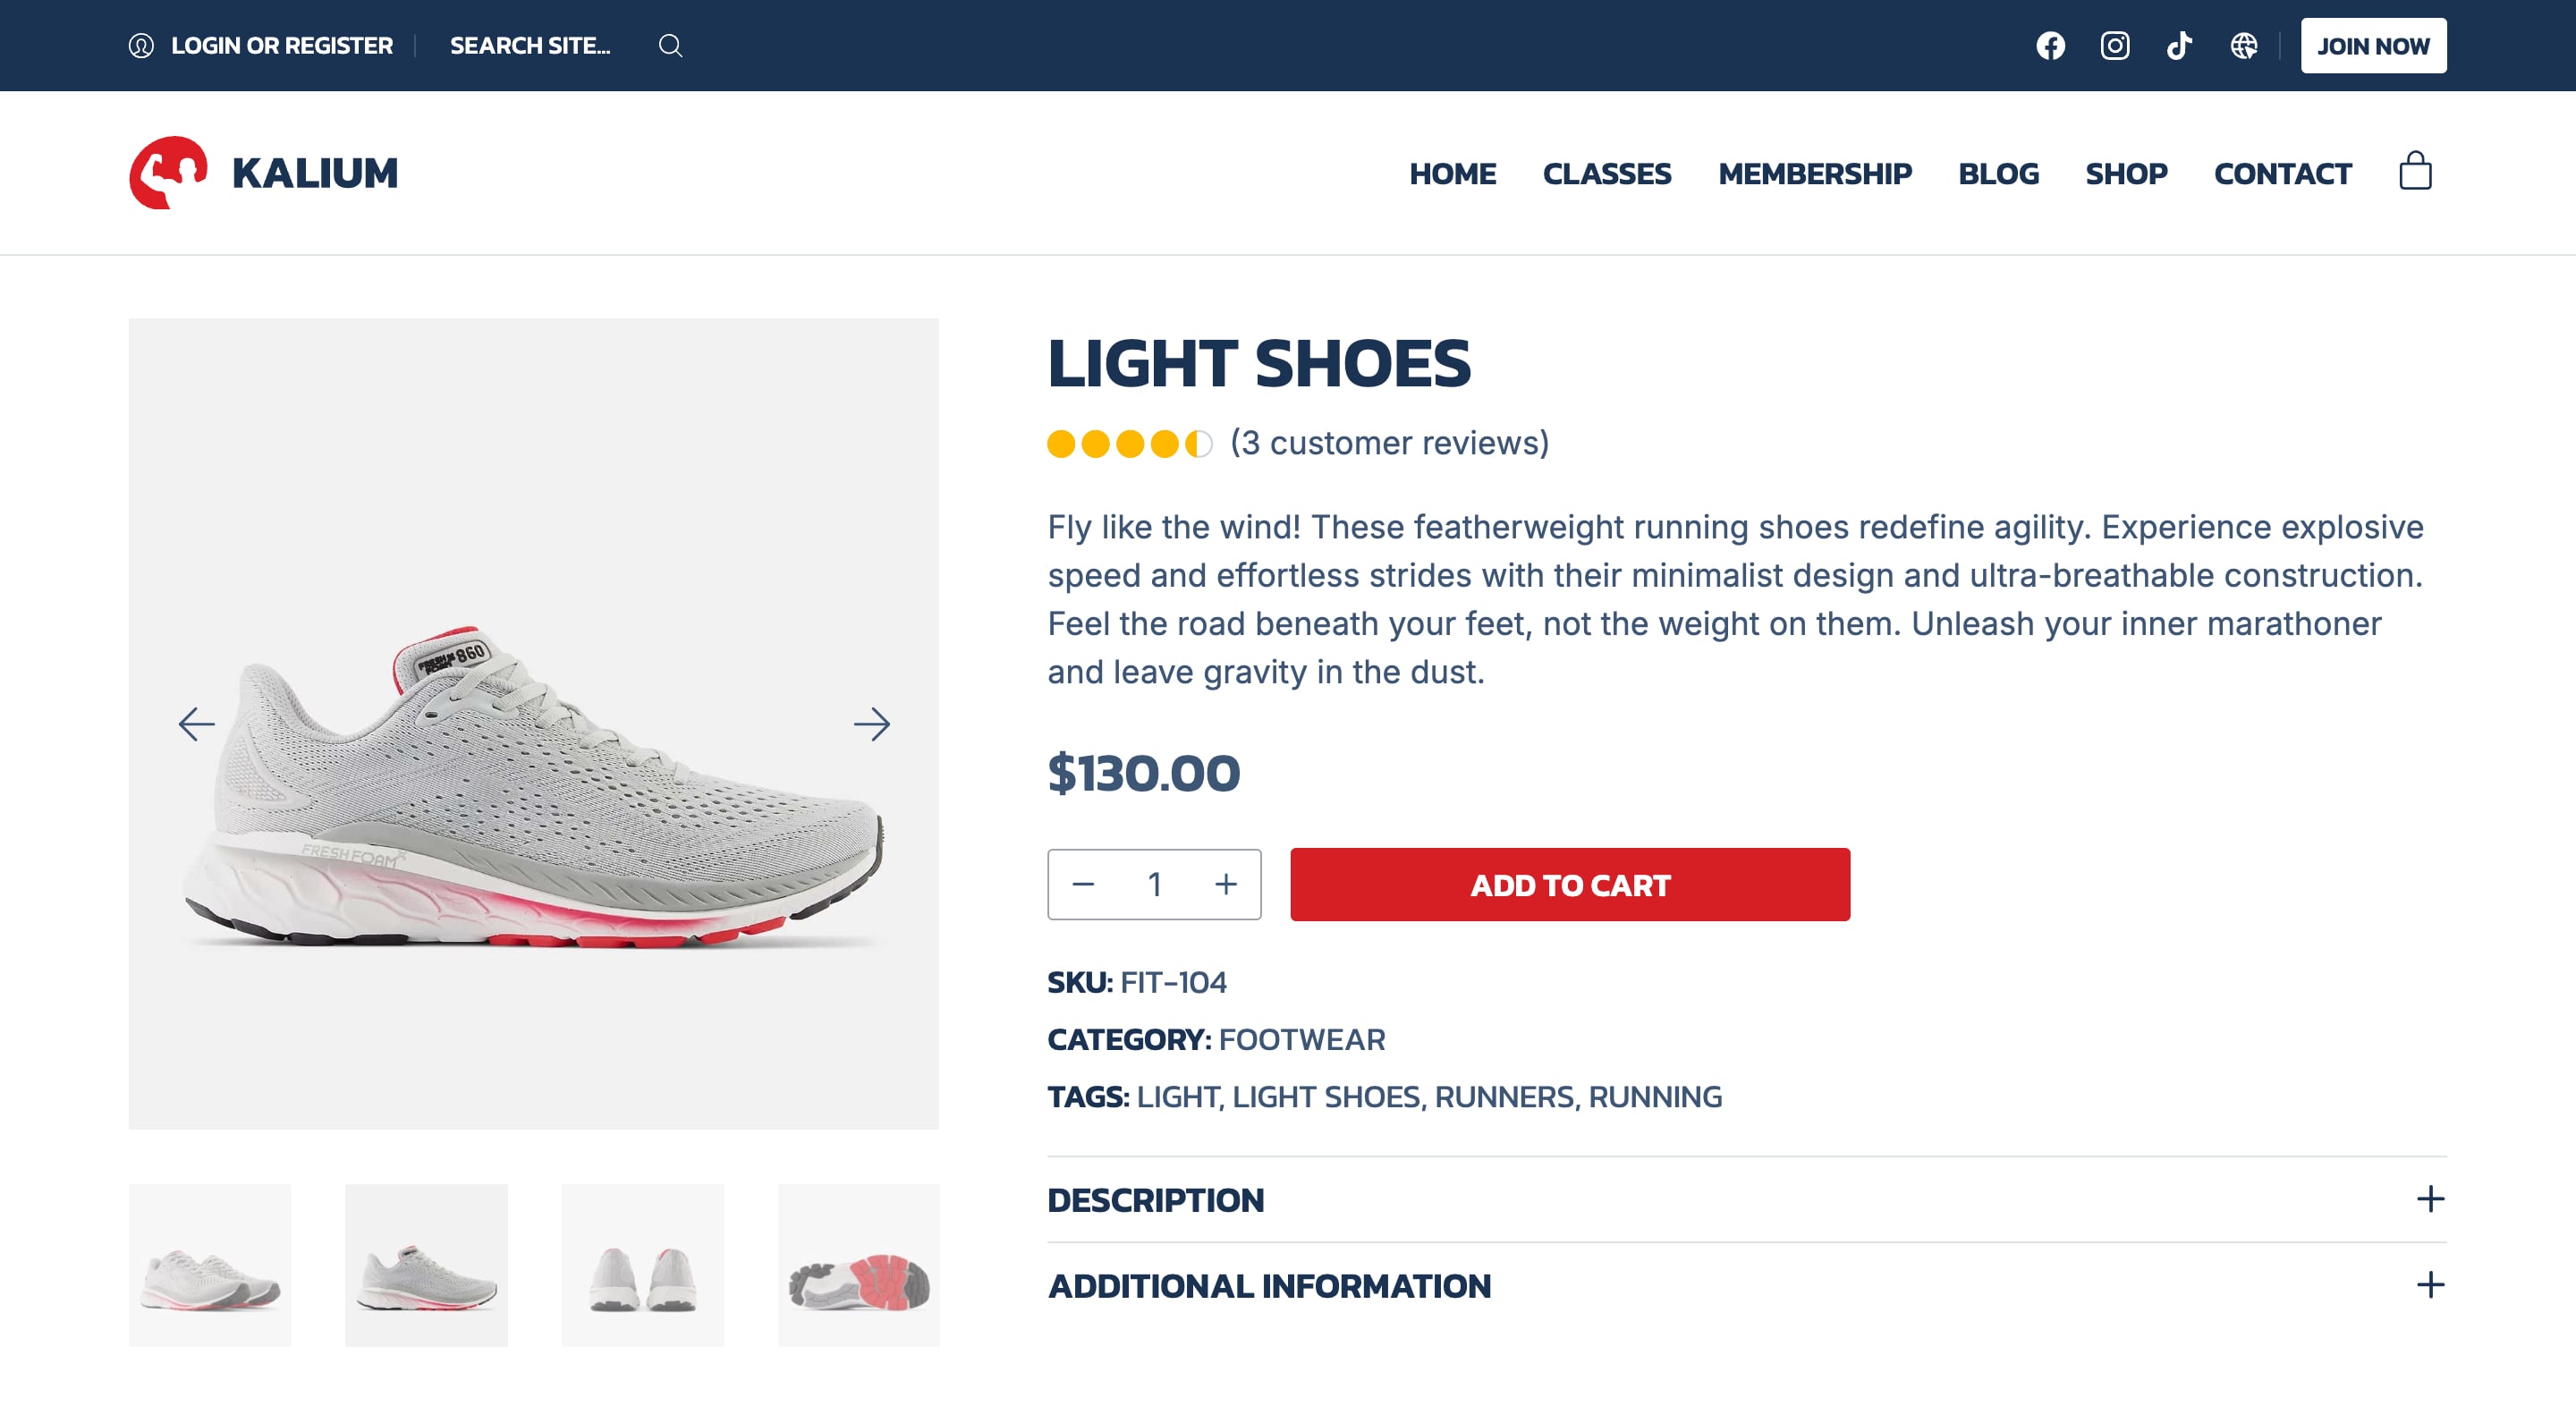 LOGIN OR REGISTER
SEARCH SITE...
JOIN NOW
KALIUM
HOME
CLASSES
MEMBERSHIP
BLOG
SHOP
CONTACT
LIGHT SHOES
(3 customer reviews)
Fly like the wind! These featherweight running shoes redefine agility. Experience explosive
speed and effortless strides with their minimalist design and ultra-breathable construction.
Feel the road beneath your feet, not the weight on them. Unleash your inner marathoner
and leave gravity in the dust.
FRESH FOAM X 860
FRESH FOAM X
$130.00
− 1 +
ADD TO CART
SKU: FIT-104
CATEGORY: FOOTWEAR
TAGS: LIGHT, LIGHT SHOES, RUNNERS, RUNNING
DESCRIPTION
ADDITIONAL INFORMATION